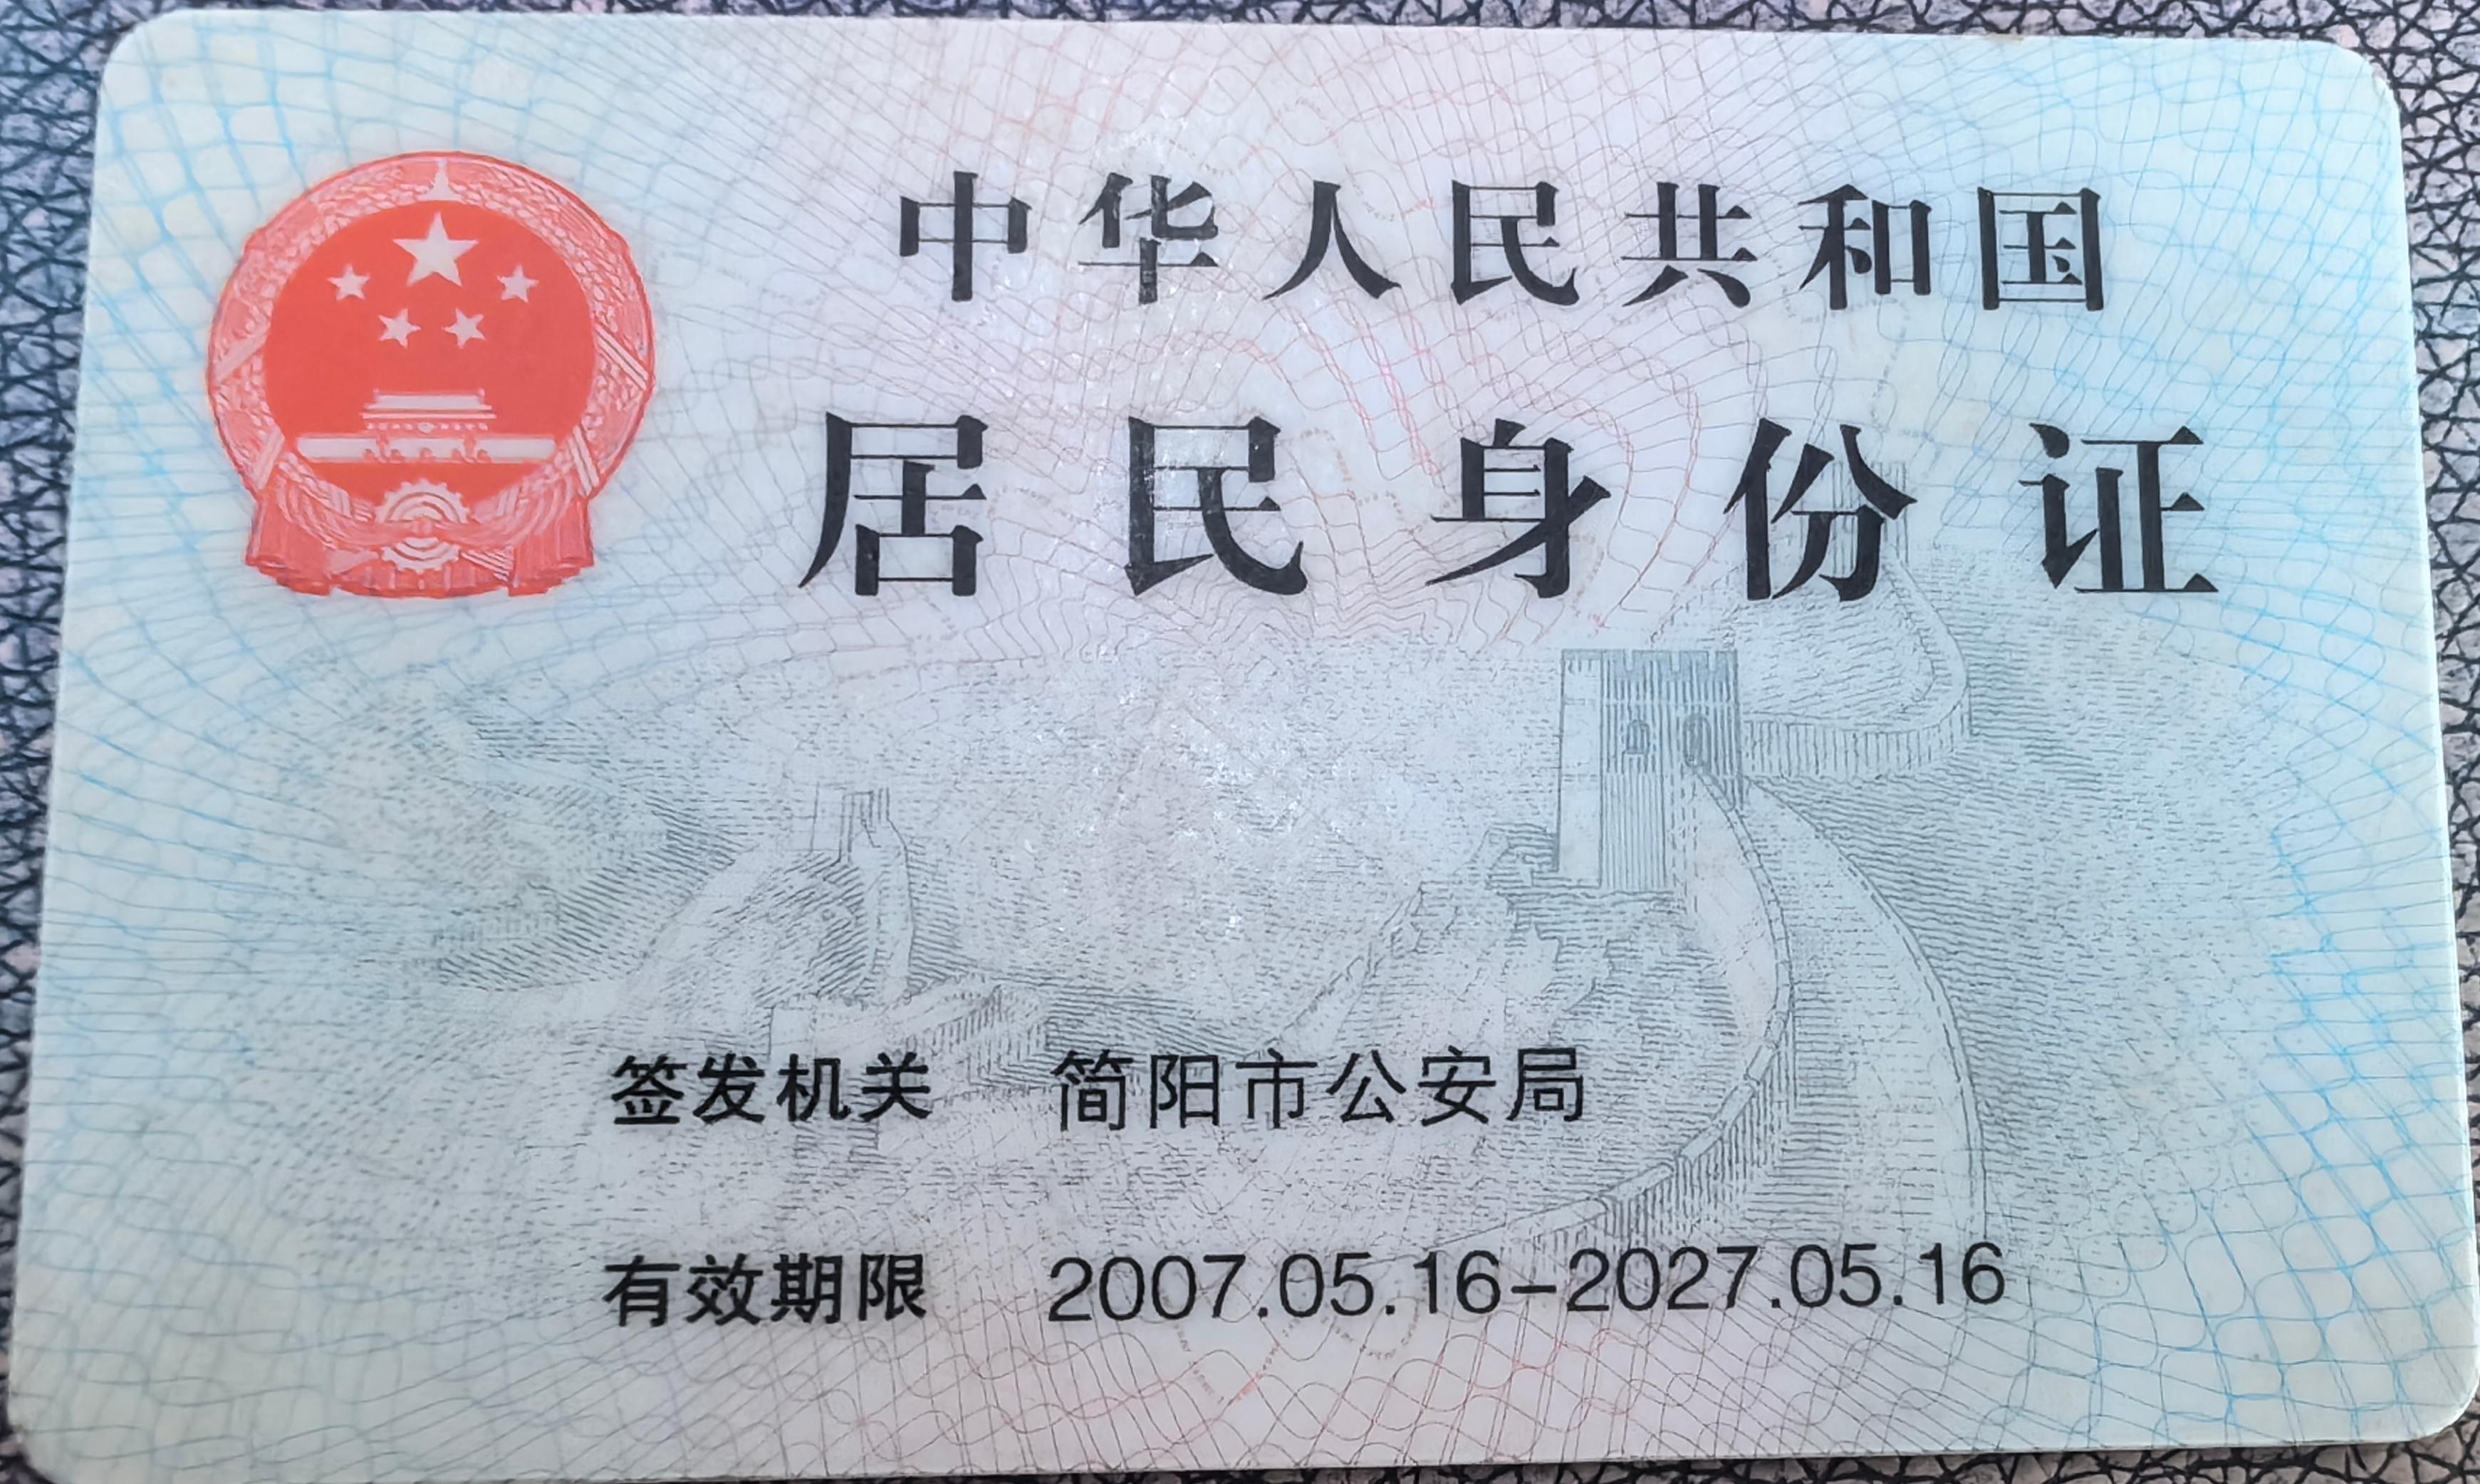 中华人民共和国
居民身份证
签发机关 简阳市公安局
有效期限 2007.05.16-2027.05.16